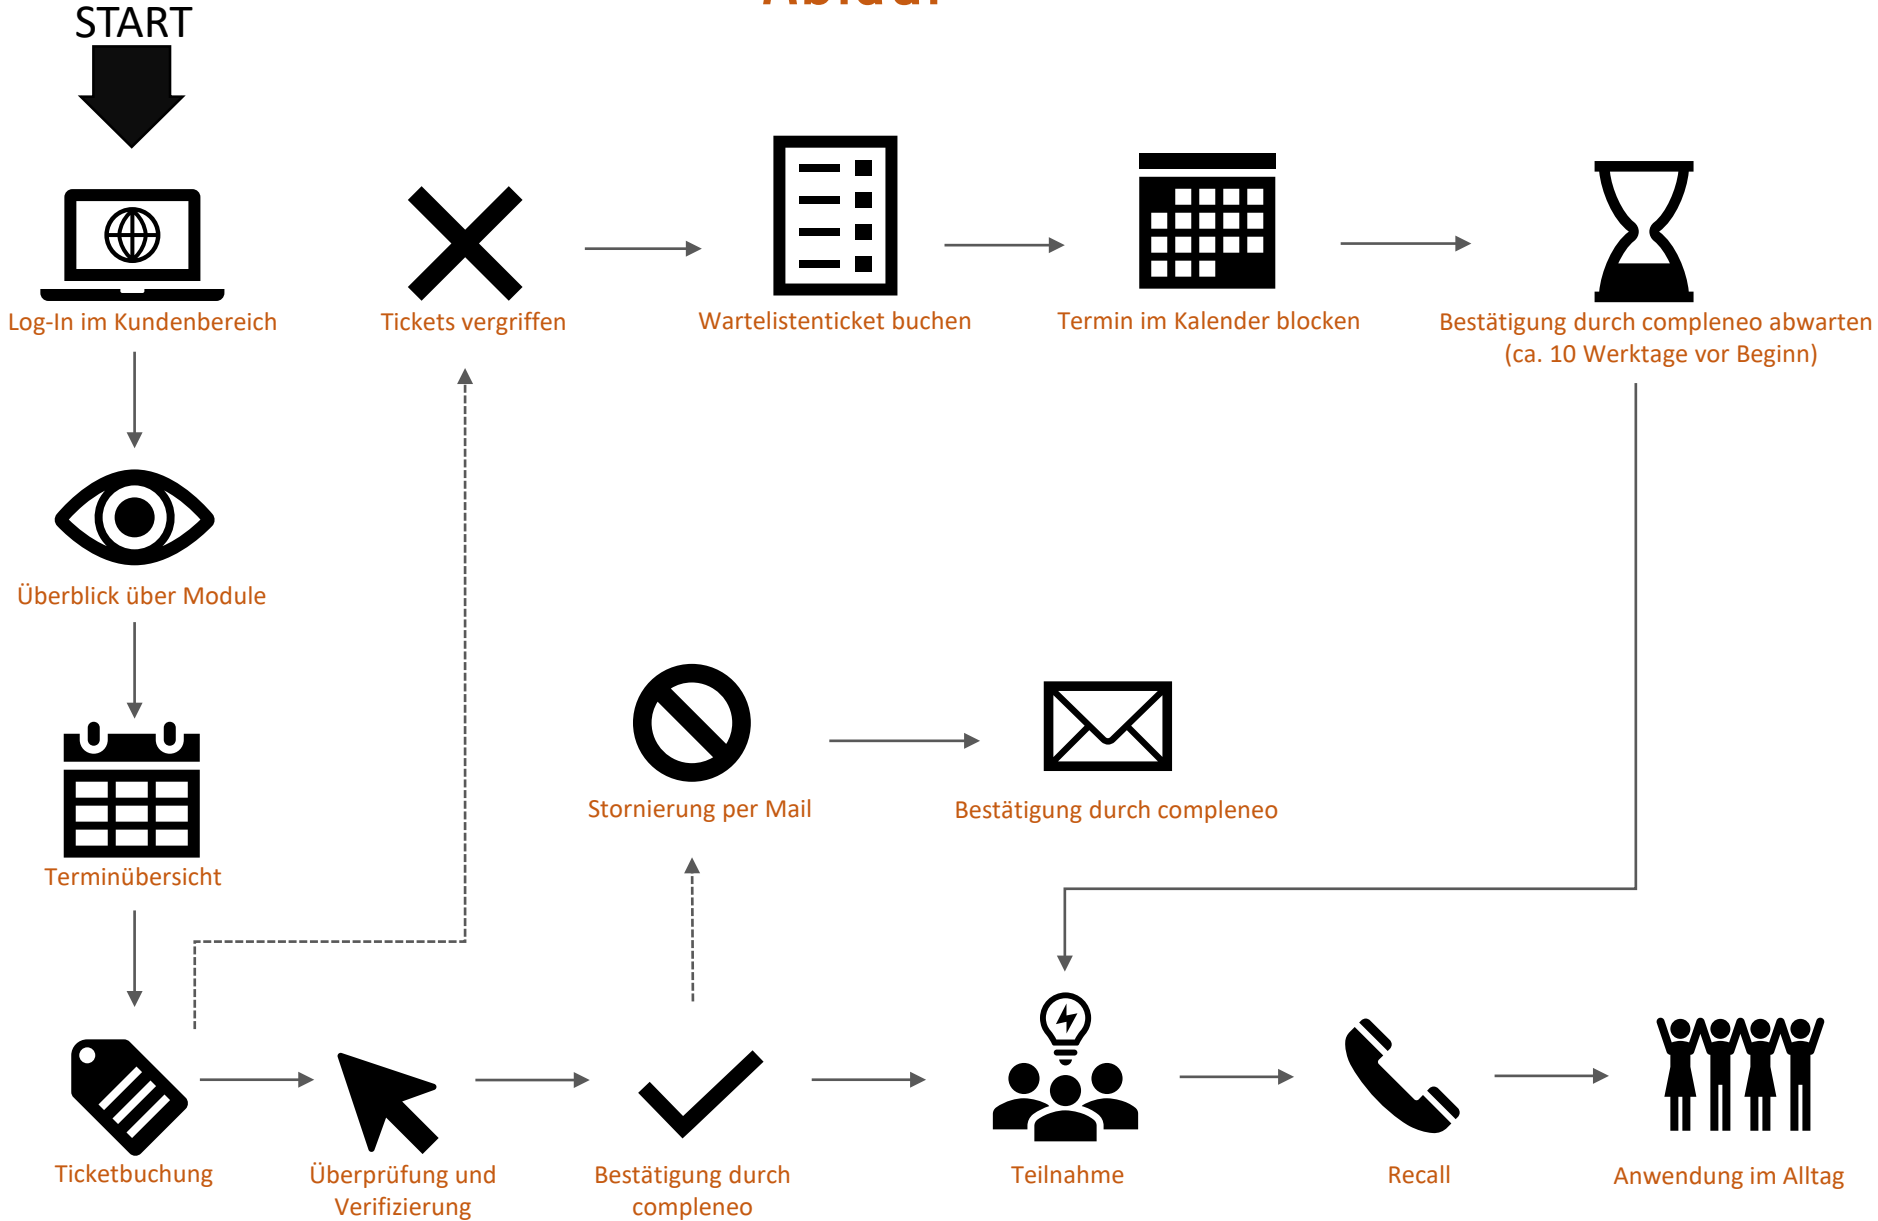 Ablauf
START
Log-In im Kundenbereich
Tickets vergriffen
Wartelistenticket buchen
Termin im Kalender blocken
Bestätigung durch compleneo abwarten
(ca. 10 Werktage vor Beginn)
Überblick über Module
Stornierung per Mail
Bestätigung durch compleneo
Terminübersicht
Ticketbuchung
Überprüfung und
Verifizierung
Bestätigung durch
compleneo
Teilnahme
Recall
Anwendung im Alltag